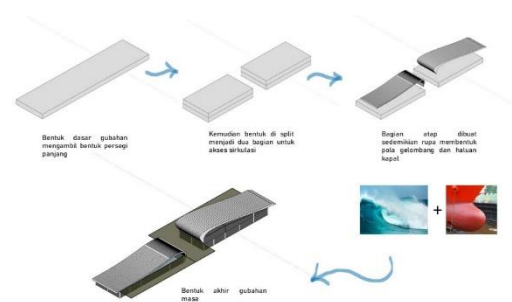 Bentuk dasar gubahan
mengambil bentuk persegi
panjang
Kemudian bentuk di split
menjadi dua bagian untuk
akses sirkulasi
Bagian atap dibuat
sedemikian rupa membentuk
pola gelombang dan haluan
kapal
+
Bentuk akhir gubahan
masa